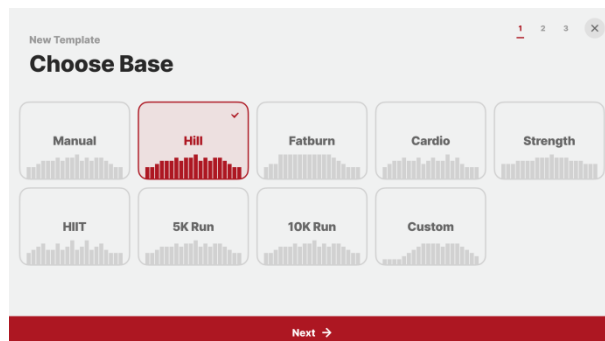 1 2 3
New Template
Choose Base
Manual Hill Fatburn Cardio Strength
HIIT 5K Run 10K Run Custom
Next